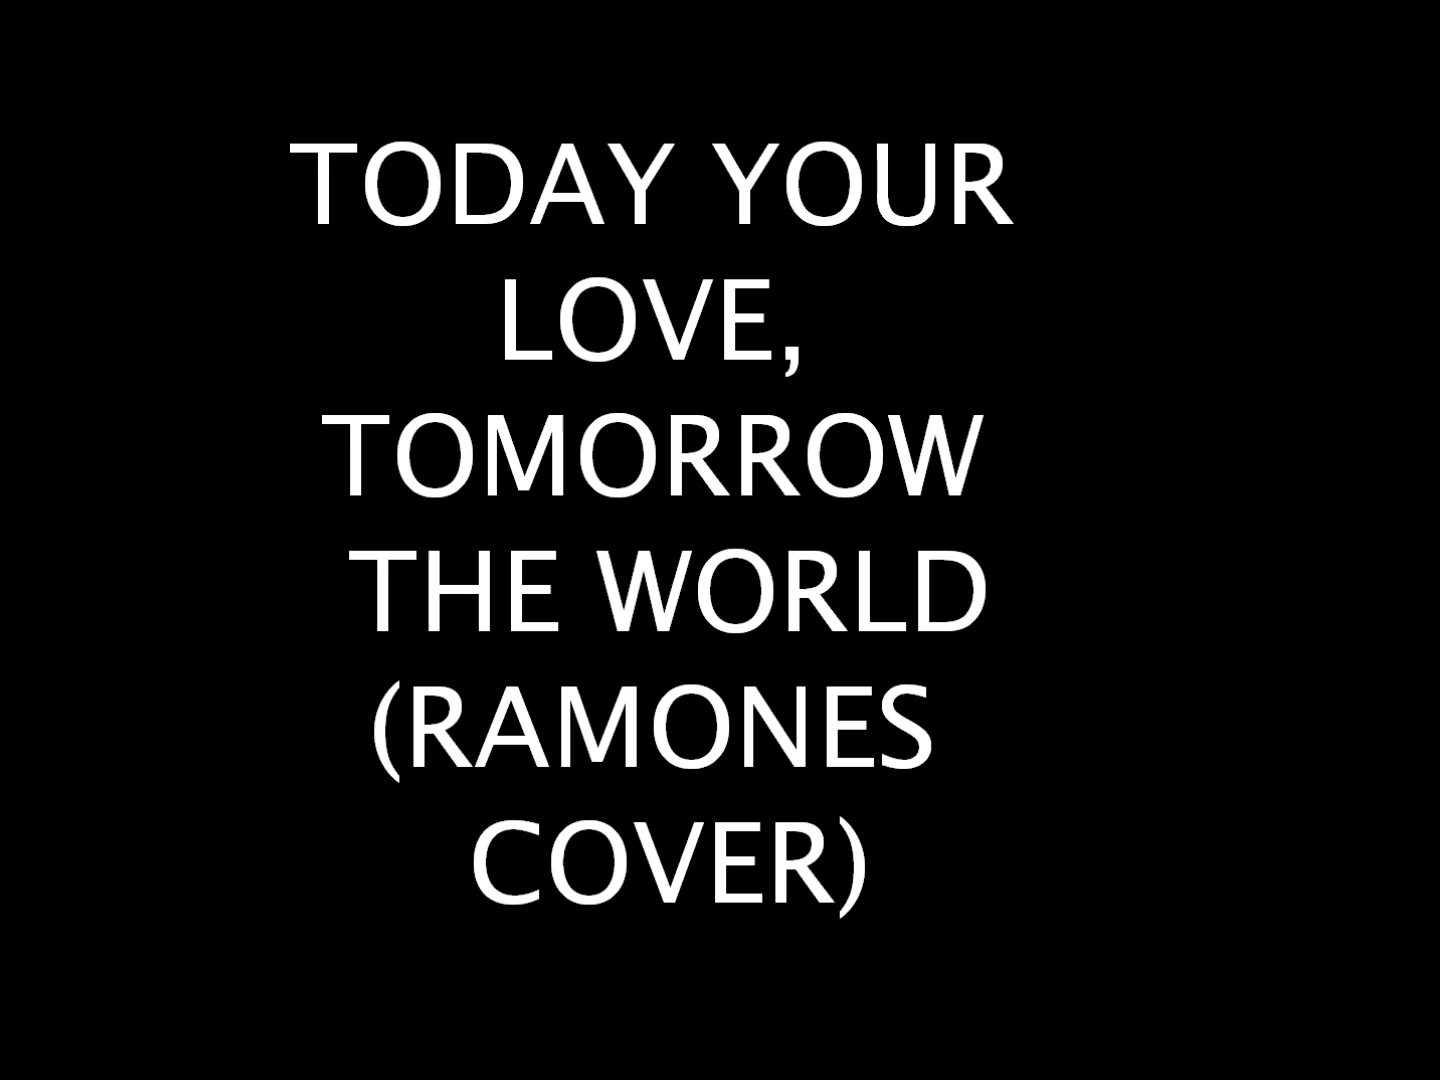 TODAY YOUR
LOVE,
TOMORROW
THE WORLD
(RAMONES
COVER)